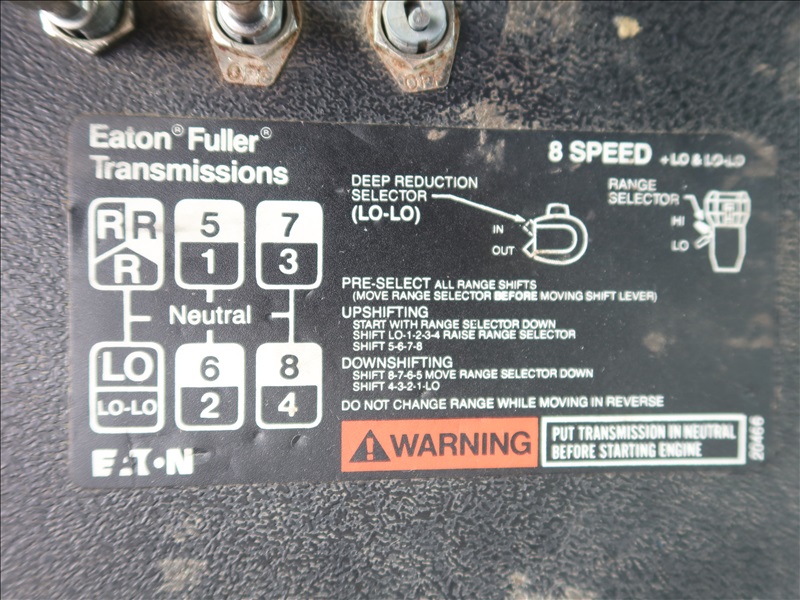 OFF
OFF
Eaton® Fuller®
Transmissions
8 SPEED + LO & LO-LO
R R
R
5
1
7
3
Neutral
LO
LO-LO
6
2
8
4
EATON
DEEP REDUCTION
SELECTOR
(LO-LO)
IN
OUT
RANGE
SELECTOR
HI
LO
PRE-SELECT ALL RANGE SHIFTS
(MOVE RANGE SELECTOR BEFORE MOVING SHIFT LEVER)
UPSHIFTING
START WITH RANGE SELECTOR DOWN
SHIFT LO-1-2-3-4 RAISE RANGE SELECTOR
SHIFT 5-6-7-8
DOWNSHIFTING
SHIFT 8-7-6-5 MOVE RANGE SELECTOR DOWN
SHIFT 4-3-2-1-LO
DO NOT CHANGE RANGE WHILE MOVING IN REVERSE
WARNING
PUT TRANSMISSION IN NEUTRAL
BEFORE STARTING ENGINE
20466